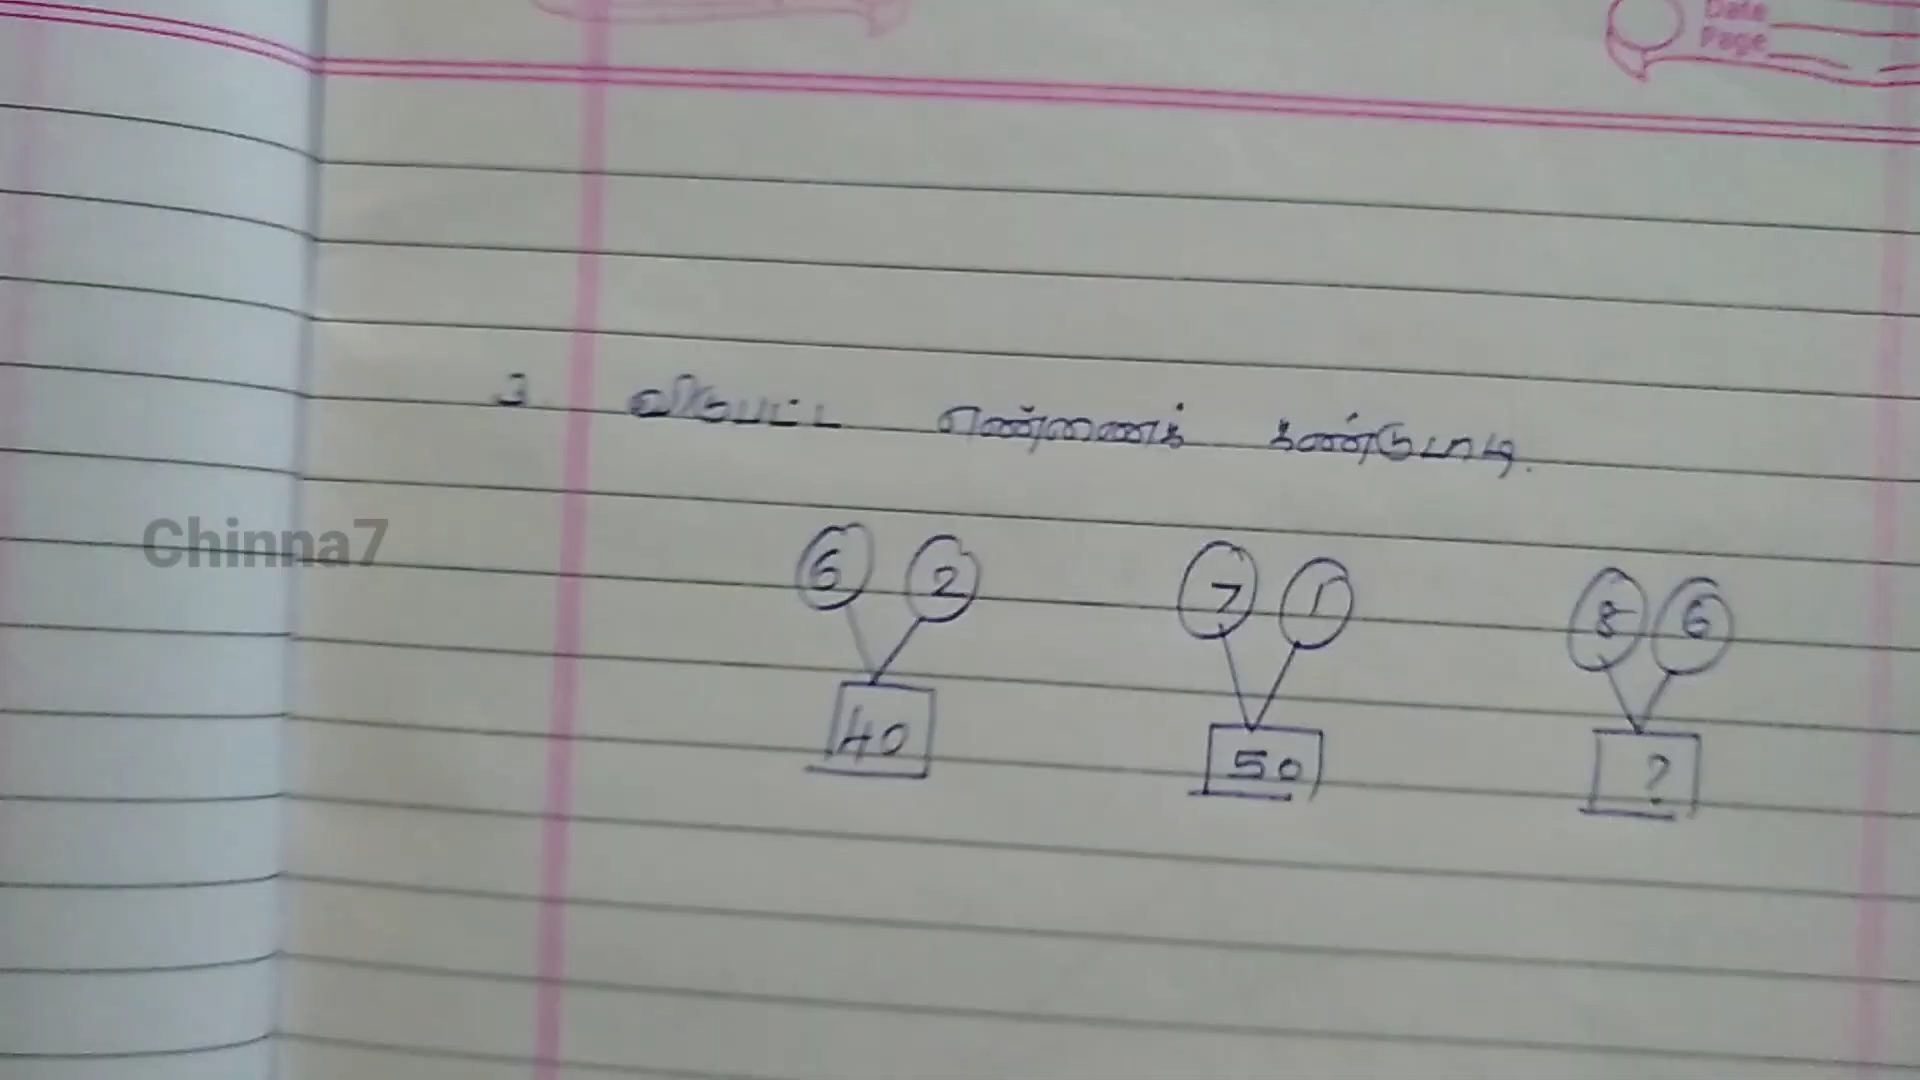 Date
Page
3. விடுபட்ட எண்ணைக் கண்டுபிடி.
Chinna7
6 2 7 1 8 6
40 50 ?